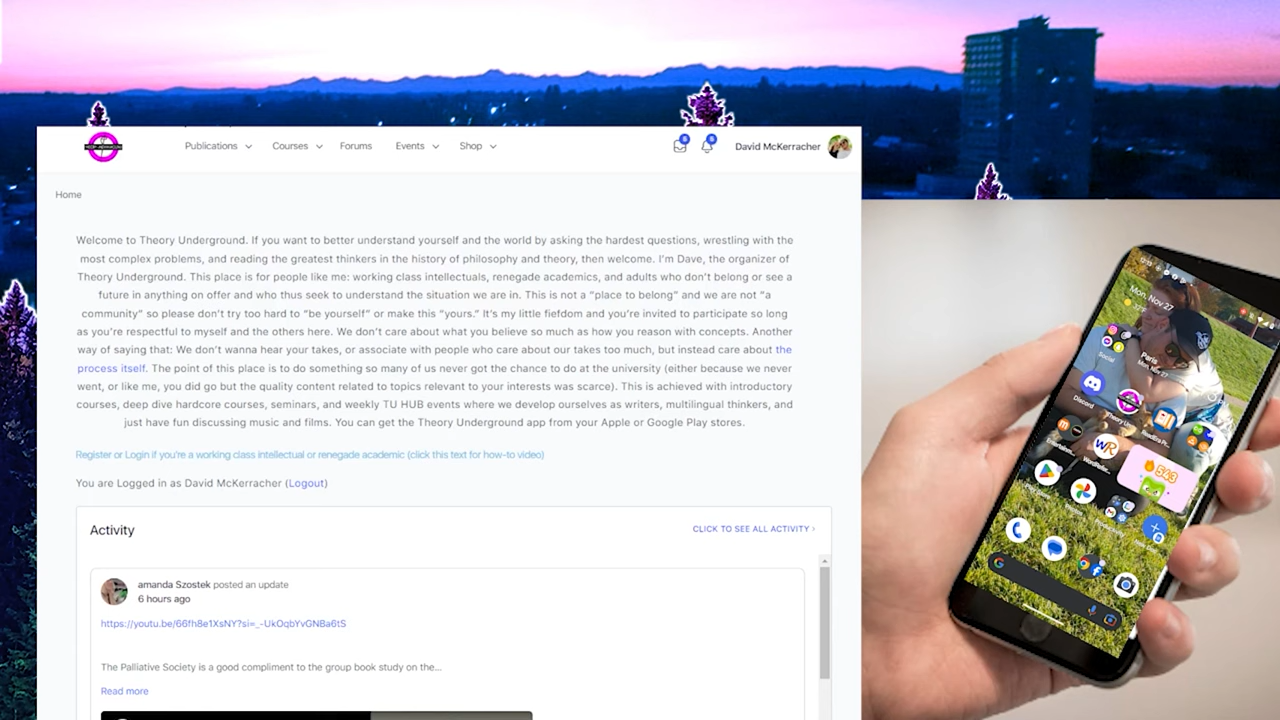 Publications
Courses
Forums
Events
Shop
David McKerracher
Home
Welcome to Theory Underground. If you want to better understand yourself and the world by asking the hardest questions, wrestling with the
most complex problems, and reading the greatest thinkers in the history of philosophy and theory, then welcome. I'm Dave, the organizer of
Theory Underground. This place is for people like me: working class intellectuals, renegade academics, and adults who don't belong or see a
future in anything on offer and who thus seek to understand the situation we are in. This is not a "place to belong" and we are not "a
community" so please don't try too hard to "be yourself" or make this "yours." It's my little fiefdom and you're invited to participate so long
as you're respectful to myself and the others here. We don't care about what you believe so much as how you reason with concepts. Another
way of saying that: We don't wanna hear your takes, or associate with people who care about our takes too much, but instead care about the
process itself. The point of this place is to do something so many of us never got the chance to do at the university (either because we never
went, or like me, you did go but the quality content related to topics relevant to your interests was scarce). This is achieved with introductory
courses, deep dive hardcore courses, seminars, and weekly TU HUB events where we develop ourselves as writers, multilingual thinkers, and
just have fun discussing music and films. You can get the Theory Underground app from your Apple or Google Play stores.
Register or Login if you're a working class intellectual or renegade academic (click this text for how-to video)
You are Logged in as David McKerracher (Logout)
Activity
CLICK TO SEE ALL ACTIVITY
amanda Szostek posted an update
6 hours ago
https://youtu.be/66fh8e1XsNY?si=_-UkOqbYvGNBa6tS
The Palliative Society is a good compliment to the group book study on the...
Read more
Mon, Nov 27
Paris
Mon, Nov 27
Social
Discord
543